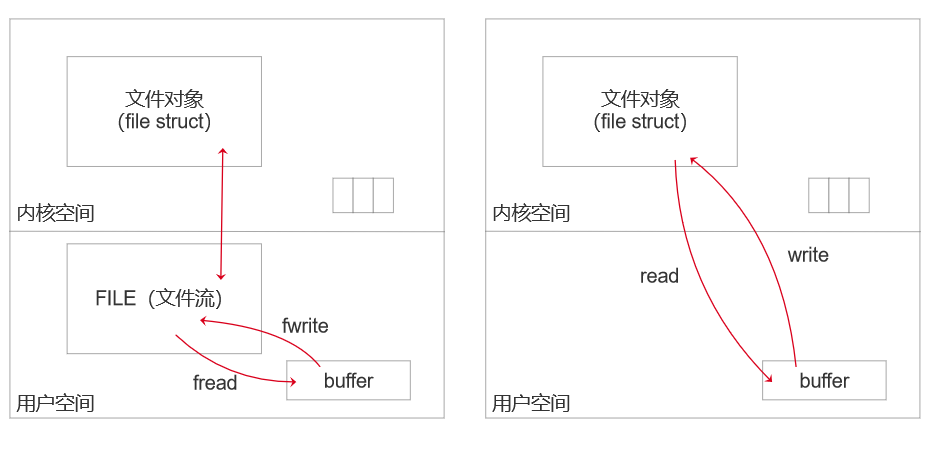 文件对象
(file struct)
内核空间
FILE（文件流）
fwrite
fread
buffer
用户空间
文件对象
(file struct)
内核空间
write
read
buffer
用户空间